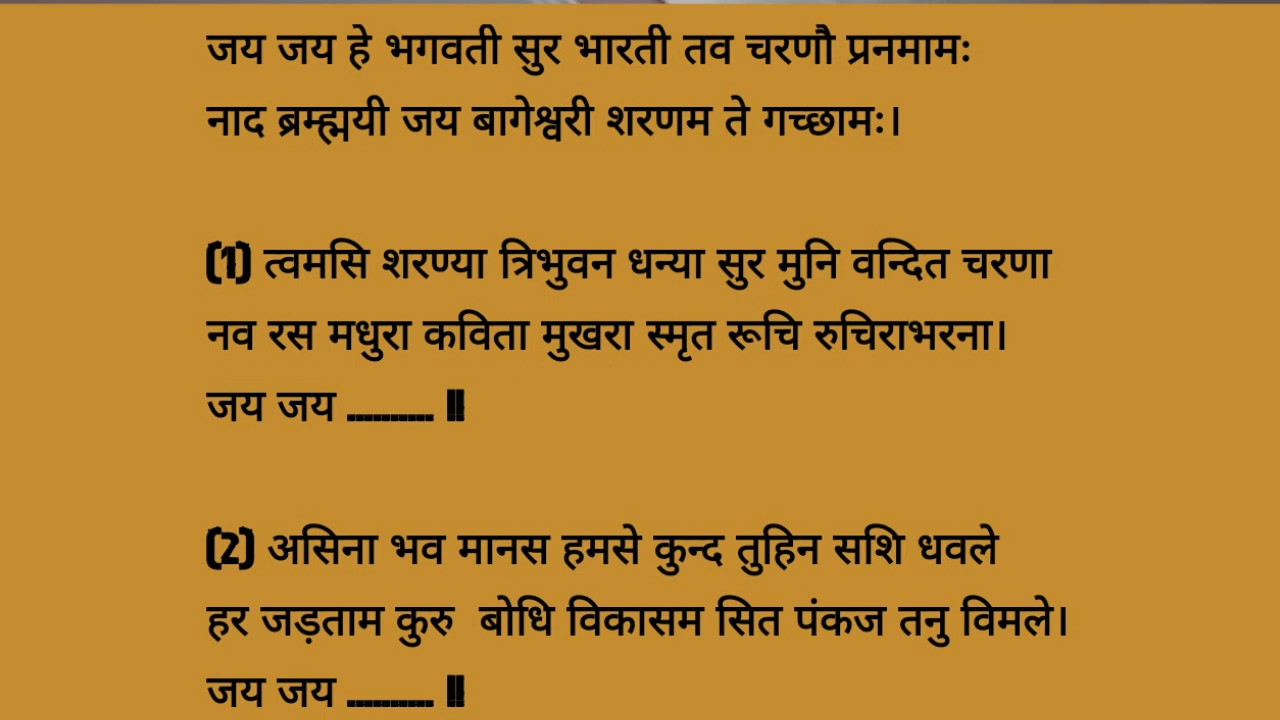 जय जय हे भगवती सुर भारती तव चरणौ प्रनमामः
नाद ब्रम्ह्मयी जय बागेश्वरी शरणम ते गच्छामः।
(1) त्वमसि शरण्या त्रिभुवन धन्या सुर मुनि वन्दित चरणा
नव रस मधुरा कविता मुखरा स्मृत रूचि रुचिराभरना।
जय जय .......... ||
(2) असिना भव मानस हमसे कुन्द तुहिन सशि धवले
हर जड़ताम कुरु बोधि विकासम सित पंकज तनु विमले।
जय जय .......... ||